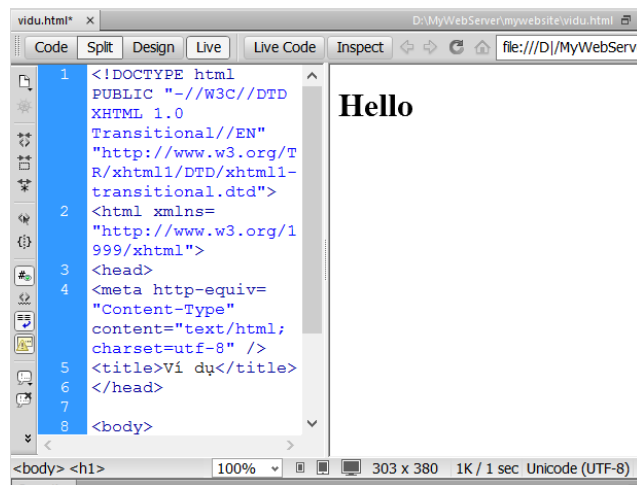 vidu.html* × D:\MyWebServer\mywebsite\vidu.html
Code Split Design Live Live Code Inspect file:///D|/MyWebServ
1 <!DOCTYPE html
PUBLIC "-//W3C//DTD
XHTML 1.0
Transitional//EN"
"http://www.w3.org/T
R/xhtml1/DTD/xhtml1-
transitional.dtd">
2 <html xmlns=
"http://www.w3.org/1
999/xhtml">
3 <head>
4 <meta http-equiv=
"Content-Type"
content="text/html;
charset=utf-8" />
5 <title>Ví dụ</title>
6 </head>
7
8 <body>
Hello
<body> <h1> 100% 303 x 380 1K / 1 sec Unicode (UTF-8)